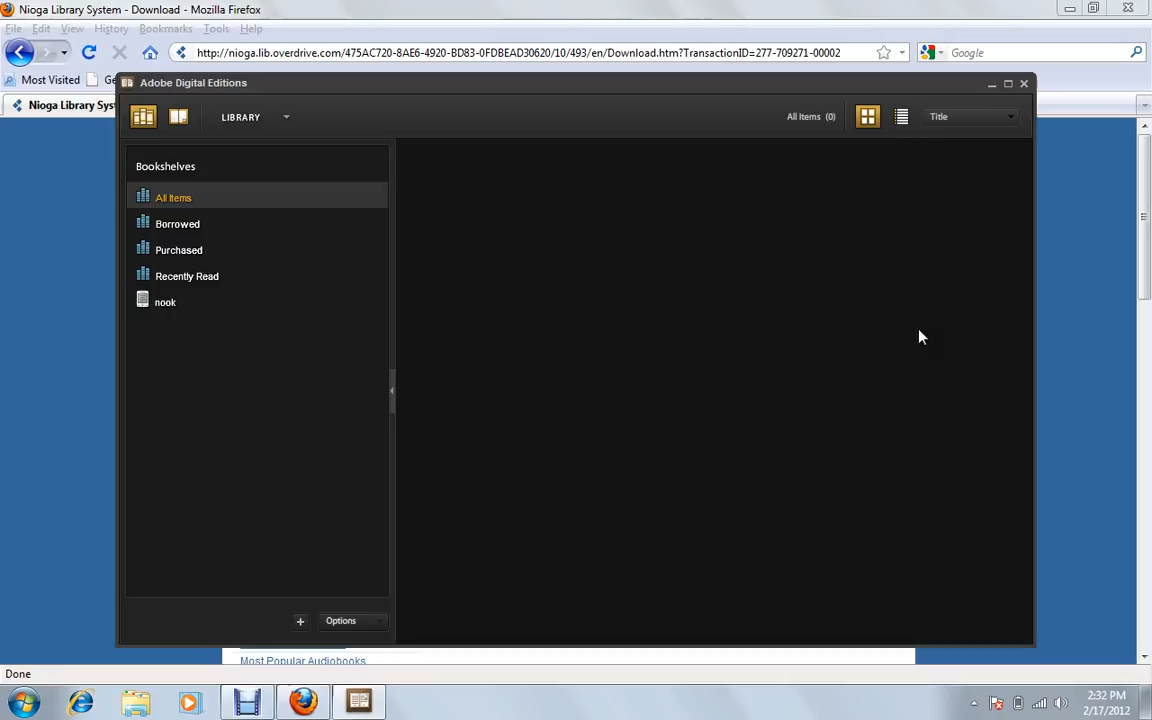 Nioga Library System - Download - Mozilla Firefox
File Edit View History Bookmarks Tools Help
http://nioga.lib.overdrive.com/475AC720-8AE6-4920-BD83-0FDBEAD30620/10/493/en/Download.htm?TransactionID=277-709271-00002
Google
Most Visited
Ge
Adobe Digital Editions
Nioga Library Sys
LIBRARY
All Items (0)
Title
Bookshelves
All Items
Borrowed
Purchased
Recently Read
nook
+ Options
Most Popular Audiobooks
Done
2:32 PM
2/17/2012